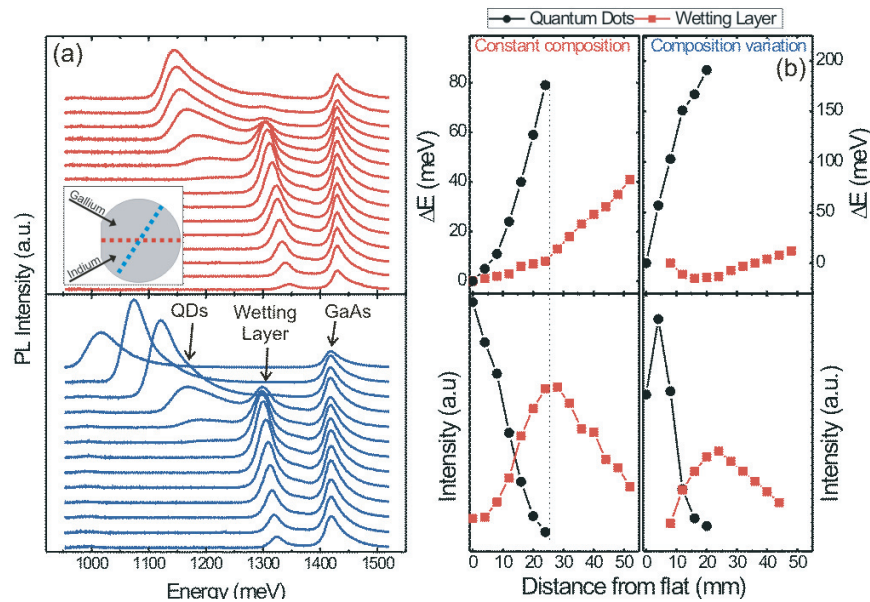 Quantum Dots Wetting Layer
(a)
Constant composition
Composition variation
(b)
80
60
40
20
0
ΔE (meV)
200
150
100
50
0
ΔE (meV)
PL Intensity (a.u.)
Gallium
Indium
QDs
Wetting
Layer
GaAs
Intensity (a.u)
Intensity (a.u.)
1000 1100 1200 1300 1400 1500
Energy (meV)
0 10 20 30 40 50 0 10 20 30 40 50
Distance from flat (mm)